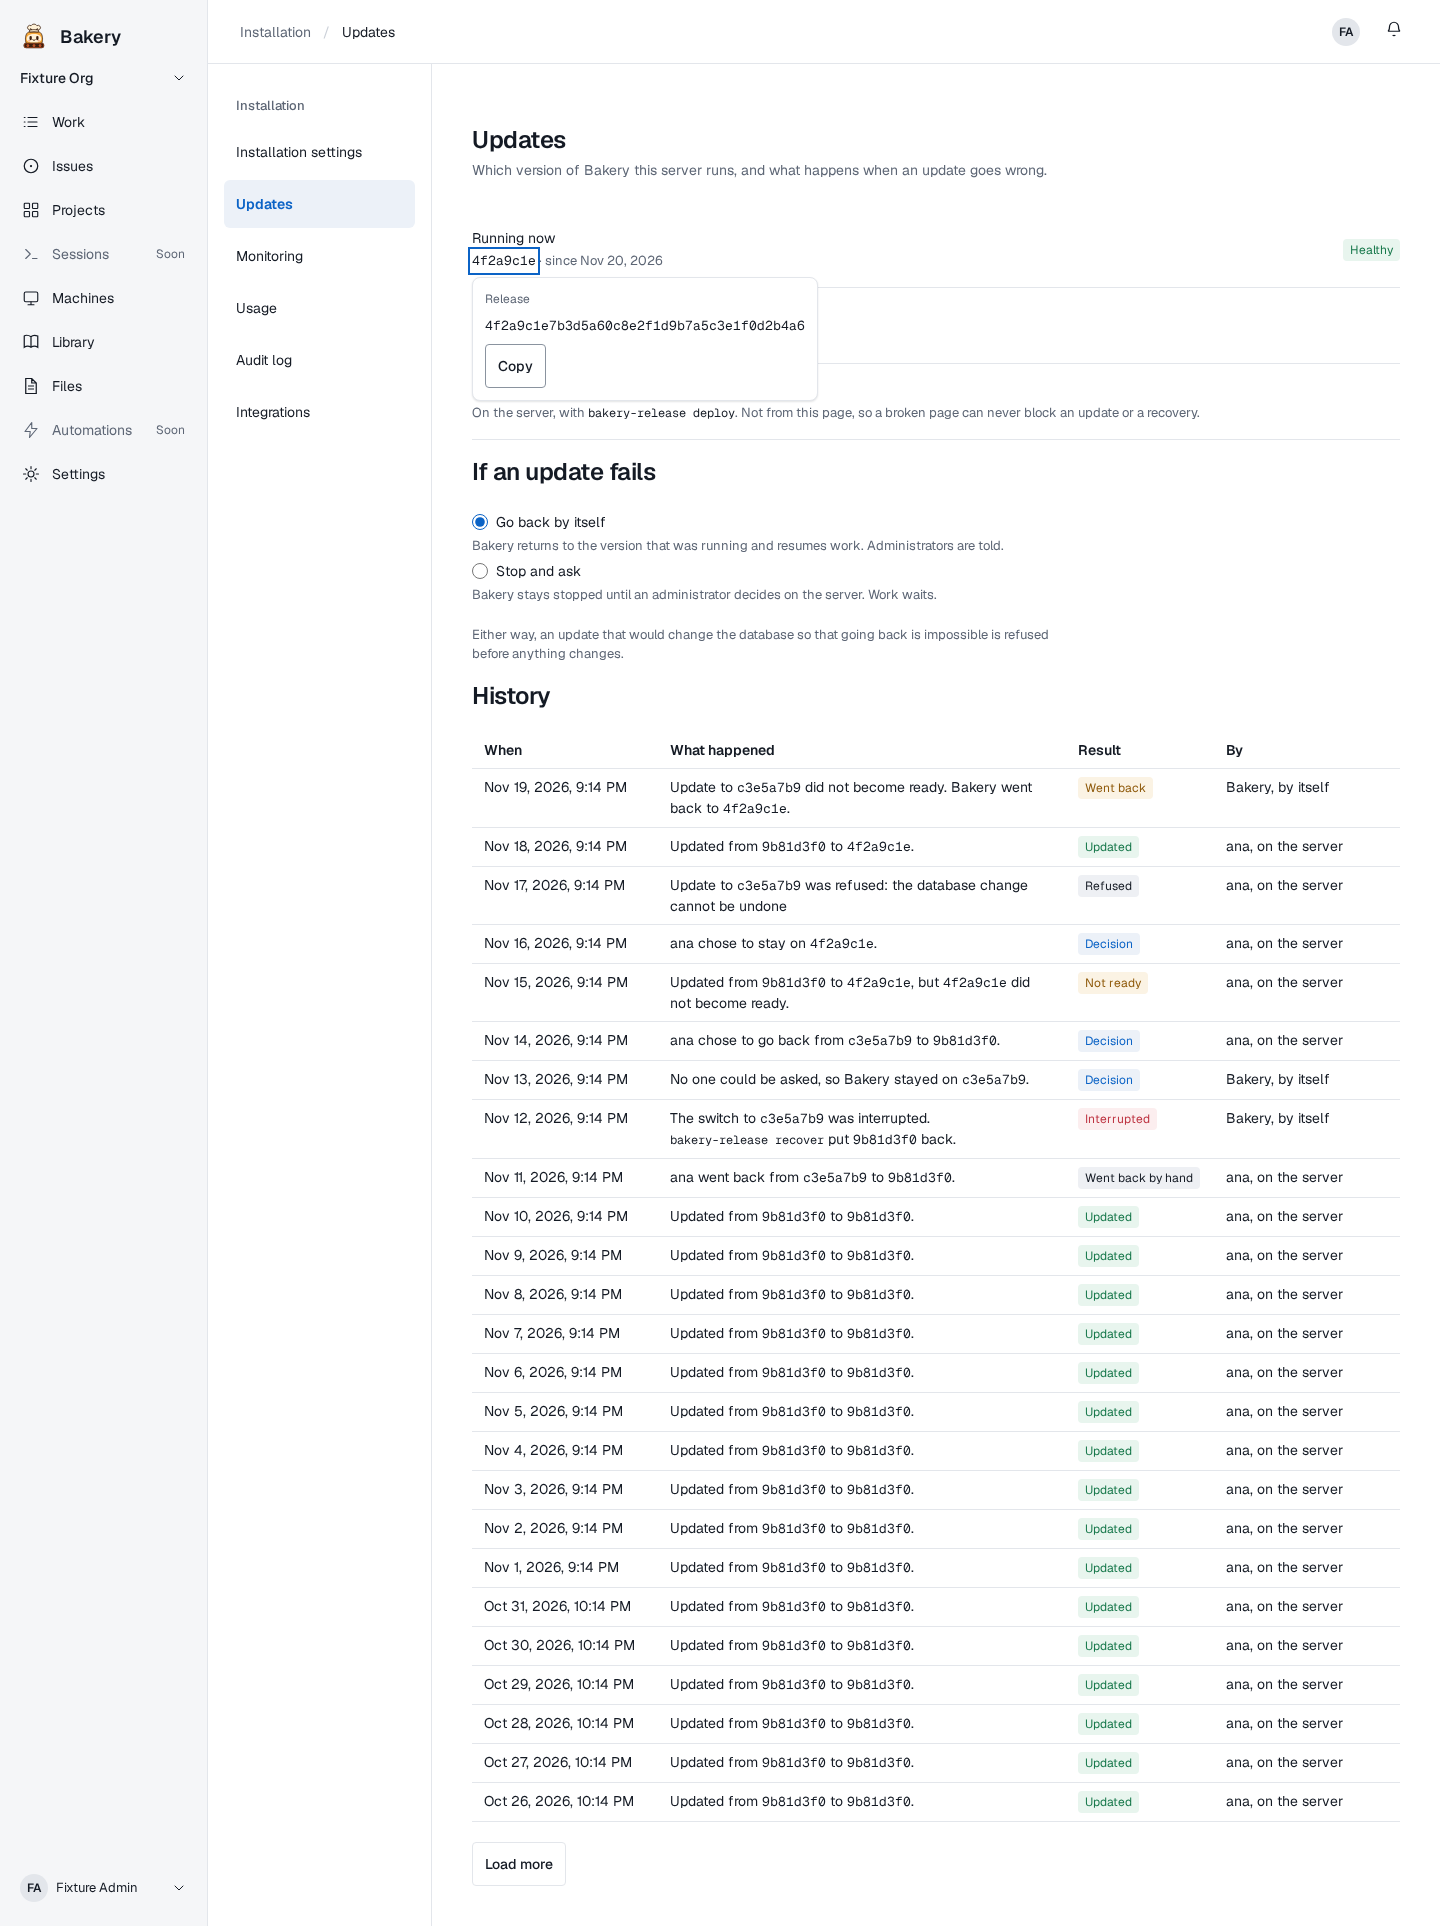 Bakery
Fixture Org
Work
Issues
Projects
Sessions Soon
Machines
Library
Files
Automations Soon
Settings
FA Fixture Admin
Installation / Updates
FA
Installation
Installation settings
Updates
Monitoring
Usage
Audit log
Integrations
Updates
Which version of Bakery this server runs, and what happens when an update goes wrong.
Running now
4f2a9c1e · since Nov 20, 2026
Healthy
Release
4f2a9c1e7b3d5a60c8e2f1d9b7a5c3e1f0d2b4a6
Copy
On the server, with bakery-release deploy. Not from this page, so a broken page can never block an update or a recovery.
If an update fails
Go back by itself
Bakery returns to the version that was running and resumes work. Administrators are told.
Stop and ask
Bakery stays stopped until an administrator decides on the server. Work waits.
Either way, an update that would change the database so that going back is impossible is refused
before anything changes.
History
When What happened Result By
Nov 19, 2026, 9:14 PM Update to c3e5a7b9 did not become ready. Bakery went Went back Bakery, by itself
back to 4f2a9c1e.
Nov 18, 2026, 9:14 PM Updated from 9b81d3f0 to 4f2a9c1e. Updated ana, on the server
Nov 17, 2026, 9:14 PM Update to c3e5a7b9 was refused: the database change Refused ana, on the server
cannot be undone
Nov 16, 2026, 9:14 PM ana chose to stay on 4f2a9c1e. Decision ana, on the server
Nov 15, 2026, 9:14 PM Updated from 9b81d3f0 to 4f2a9c1e, but 4f2a9c1e did Not ready ana, on the server
not become ready.
Nov 14, 2026, 9:14 PM ana chose to go back from c3e5a7b9 to 9b81d3f0. Decision ana, on the server
Nov 13, 2026, 9:14 PM No one could be asked, so Bakery stayed on c3e5a7b9. Decision Bakery, by itself
Nov 12, 2026, 9:14 PM The switch to c3e5a7b9 was interrupted. Interrupted Bakery, by itself
bakery-release recover put 9b81d3f0 back.
Nov 11, 2026, 9:14 PM ana went back from c3e5a7b9 to 9b81d3f0. Went back by hand ana, on the server
Nov 10, 2026, 9:14 PM Updated from 9b81d3f0 to 9b81d3f0. Updated ana, on the server
Nov 9, 2026, 9:14 PM Updated from 9b81d3f0 to 9b81d3f0. Updated ana, on the server
Nov 8, 2026, 9:14 PM Updated from 9b81d3f0 to 9b81d3f0. Updated ana, on the server
Nov 7, 2026, 9:14 PM Updated from 9b81d3f0 to 9b81d3f0. Updated ana, on the server
Nov 6, 2026, 9:14 PM Updated from 9b81d3f0 to 9b81d3f0. Updated ana, on the server
Nov 5, 2026, 9:14 PM Updated from 9b81d3f0 to 9b81d3f0. Updated ana, on the server
Nov 4, 2026, 9:14 PM Updated from 9b81d3f0 to 9b81d3f0. Updated ana, on the server
Nov 3, 2026, 9:14 PM Updated from 9b81d3f0 to 9b81d3f0. Updated ana, on the server
Nov 2, 2026, 9:14 PM Updated from 9b81d3f0 to 9b81d3f0. Updated ana, on the server
Nov 1, 2026, 9:14 PM Updated from 9b81d3f0 to 9b81d3f0. Updated ana, on the server
Oct 31, 2026, 10:14 PM Updated from 9b81d3f0 to 9b81d3f0. Updated ana, on the server
Oct 30, 2026, 10:14 PM Updated from 9b81d3f0 to 9b81d3f0. Updated ana, on the server
Oct 29, 2026, 10:14 PM Updated from 9b81d3f0 to 9b81d3f0. Updated ana, on the server
Oct 28, 2026, 10:14 PM Updated from 9b81d3f0 to 9b81d3f0. Updated ana, on the server
Oct 27, 2026, 10:14 PM Updated from 9b81d3f0 to 9b81d3f0. Updated ana, on the server
Oct 26, 2026, 10:14 PM Updated from 9b81d3f0 to 9b81d3f0. Updated ana, on the server
Load more